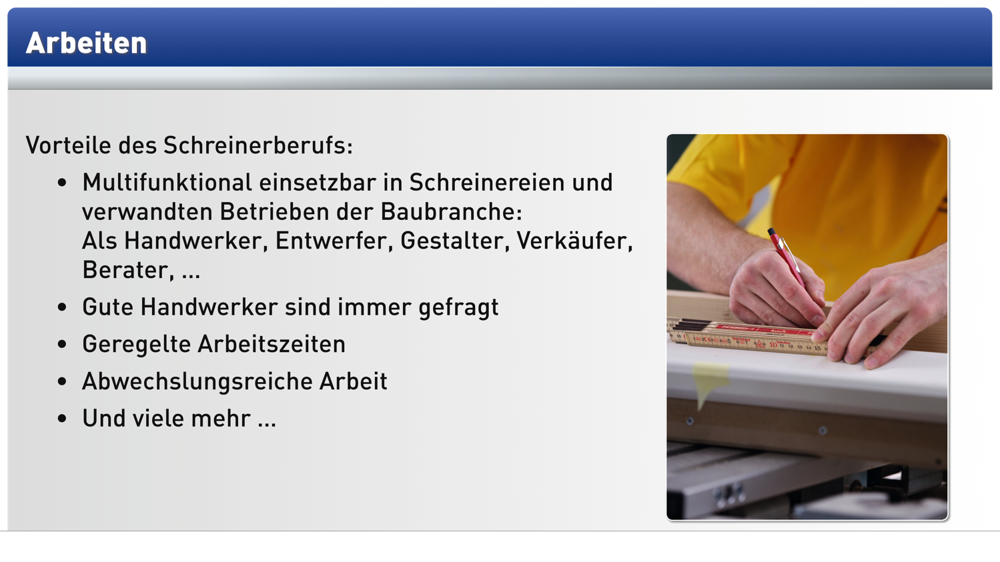 Arbeiten
Vorteile des Schreinerberufs:
• Multifunktional einsetzbar in Schreinereien und
verwandten Betrieben der Baubranche:
Als Handwerker, Entwerfer, Gestalter, Verkäufer,
Berater, ...
• Gute Handwerker sind immer gefragt
• Geregelte Arbeitszeiten
• Abwechslungsreiche Arbeit
• Und viele mehr ...